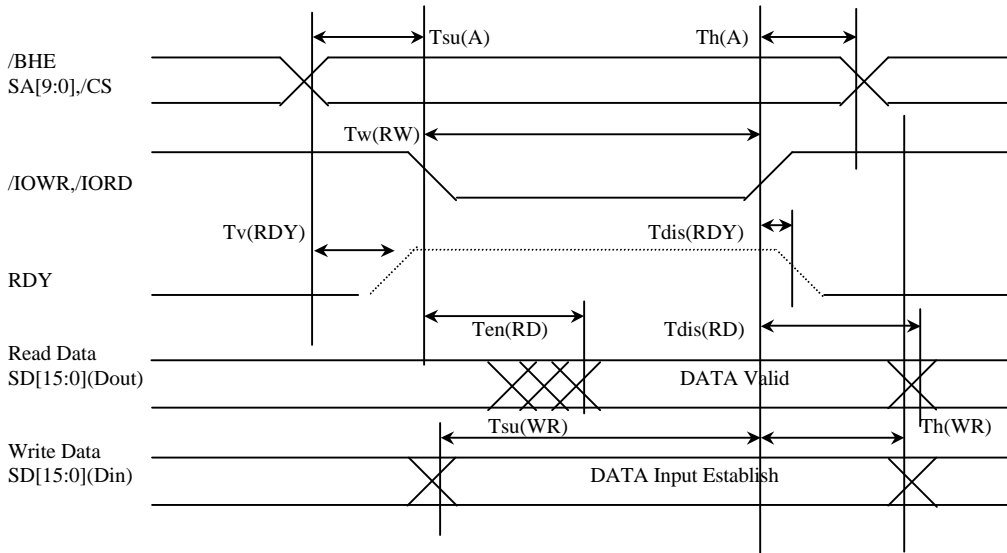 Tsu(A)
Th(A)
/BHE
SA[9:0],/CS
Tw(RW)
/IOWR,/IORD
Tv(RDY)
Tdis(RDY)
RDY
Ten(RD)
Tdis(RD)
Read Data
SD[15:0](Dout)
DATA Valid
Tsu(WR)
Th(WR)
Write Data
SD[15:0](Din)
DATA Input Establish